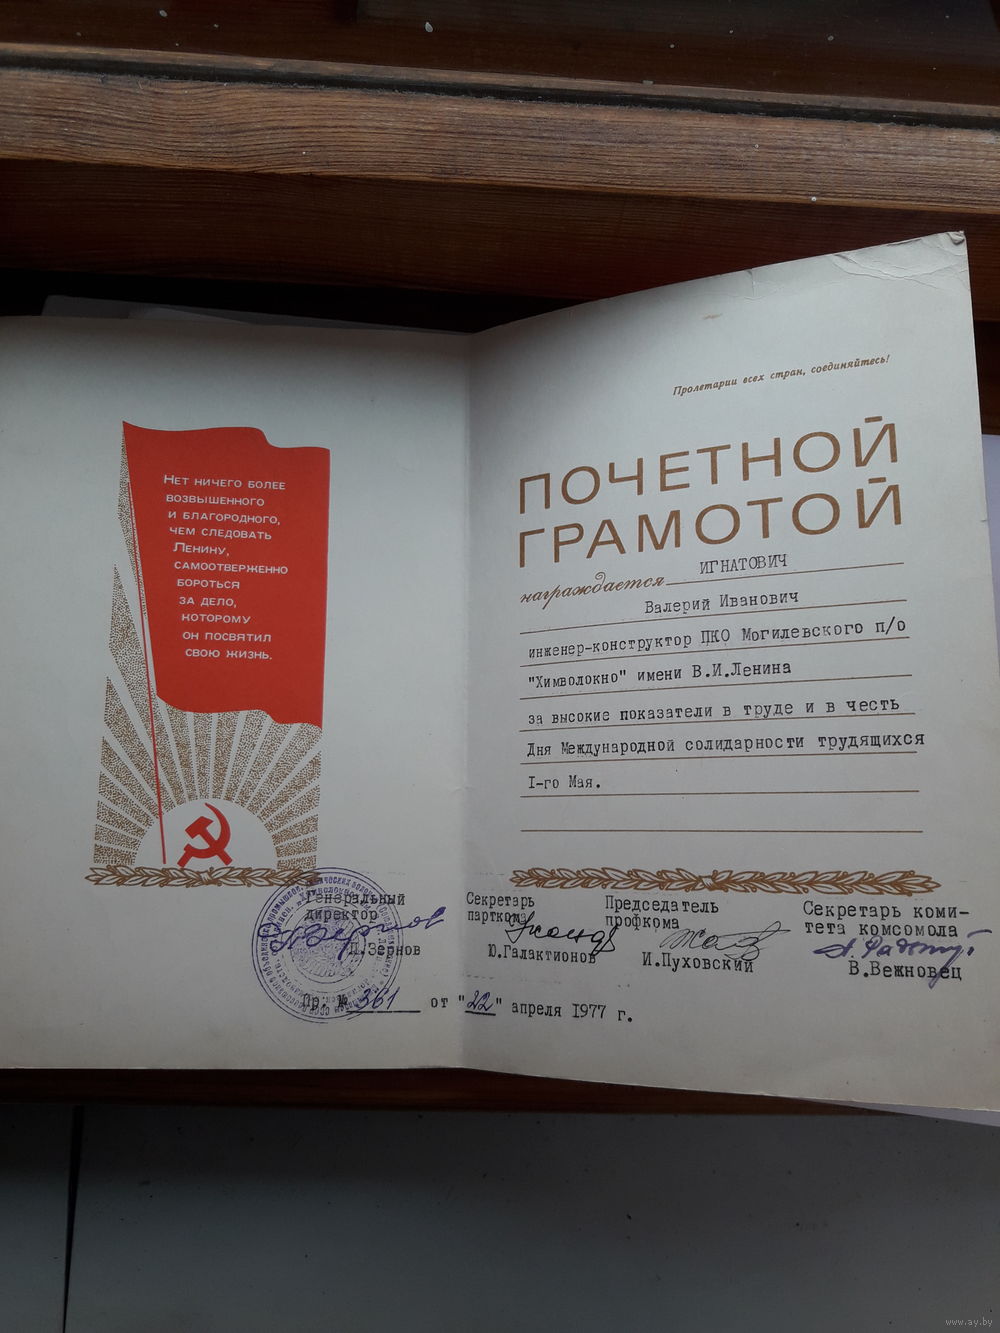 Нет ничего более
возвышенного
и благородного,
чем следовать
Ленину,
самоотверженно
бороться
за дело,
которому
он посвятил
свою жизнь.
Пролетарии всех стран, соединяйтесь!
ПОЧЕТНОЙ
ГРАМОТОЙ
награждается ИГНАТОВИЧ
Валерий Иванович
инженер-конструктор ЦКО Могилевского п/о
"Химволокно" имени В.И.Ленина
за высокие показатели в труде и в честь
Дня Международной солидарности трудящихся
I-го Мая.
Генеральный
директор
Зернов
Секретарь
парткома
Ю.Галактионов
Председатель
профкома
И.Пуховский
Секретарь коми-
тета комсомола
В.Вежновец
Пр. № 361 от "22" апреля 1977 г.
www.ay.by